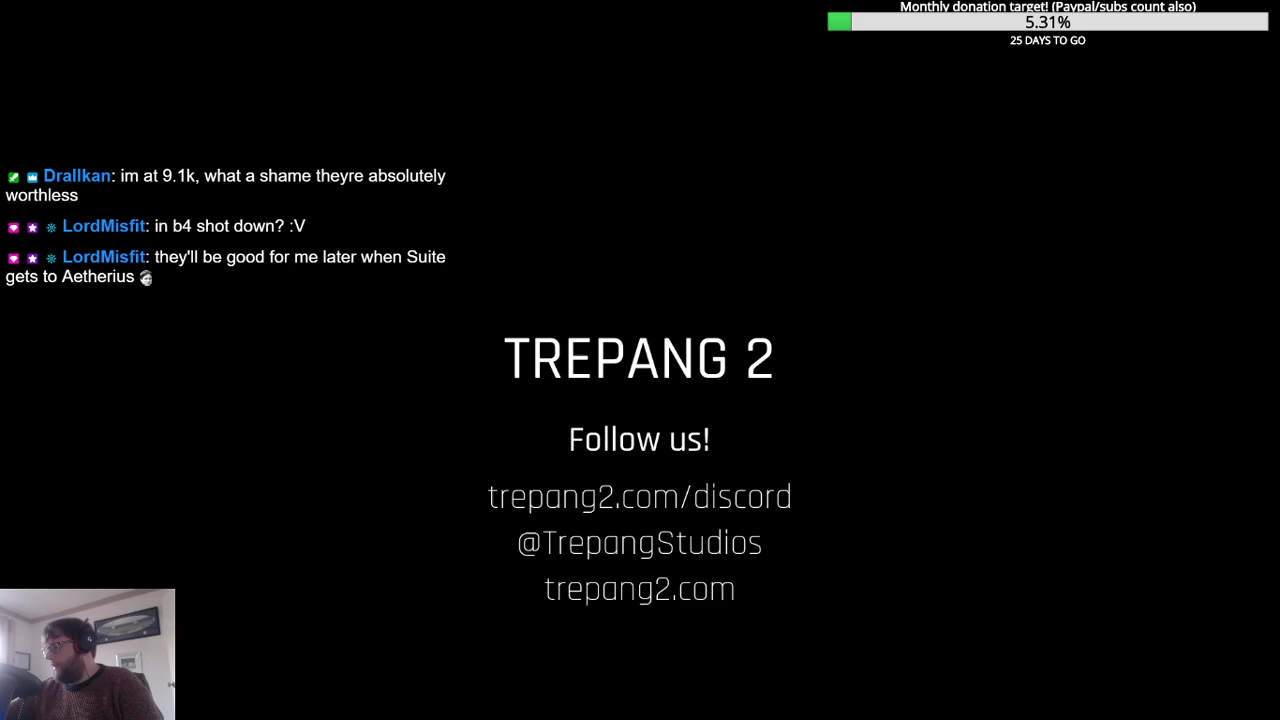 Monthly donation target! (Paypal/subs count also)
5.31%
25 DAYS TO GO
Drallkan: im at 9.1k, what a shame theyre absolutely
worthless
LordMisfit: in b4 shot down? :V
LordMisfit: they'll be good for me later when Suite
gets to Aetherius
TREPANG 2
Follow us!
trepang2.com/discord
@TrepangStudios
trepang2.com